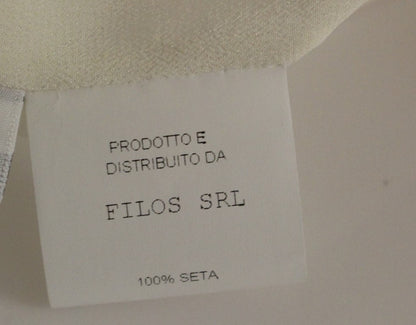 PRODOTTO E
DISTRIBUITO DA
FILOS SRL
100% SETA